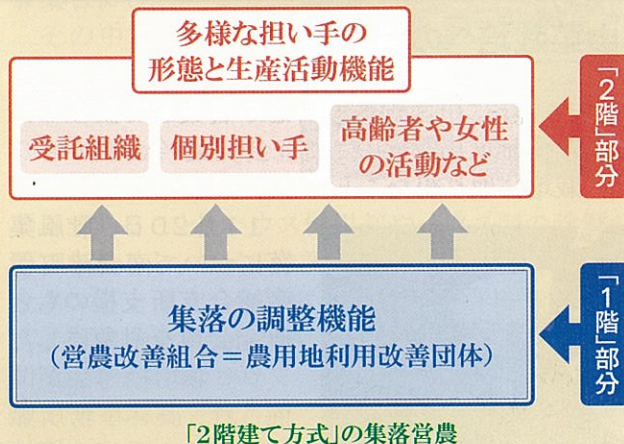 多様な担い手の
形態と生産活動機能
受託組織
個別担い手
高齢者や女性
の活動など
「2階」部分
集落の調整機能
（営農改善組合＝農用地利用改善団体）
「1階」部分
「2階建て方式」の集落営農